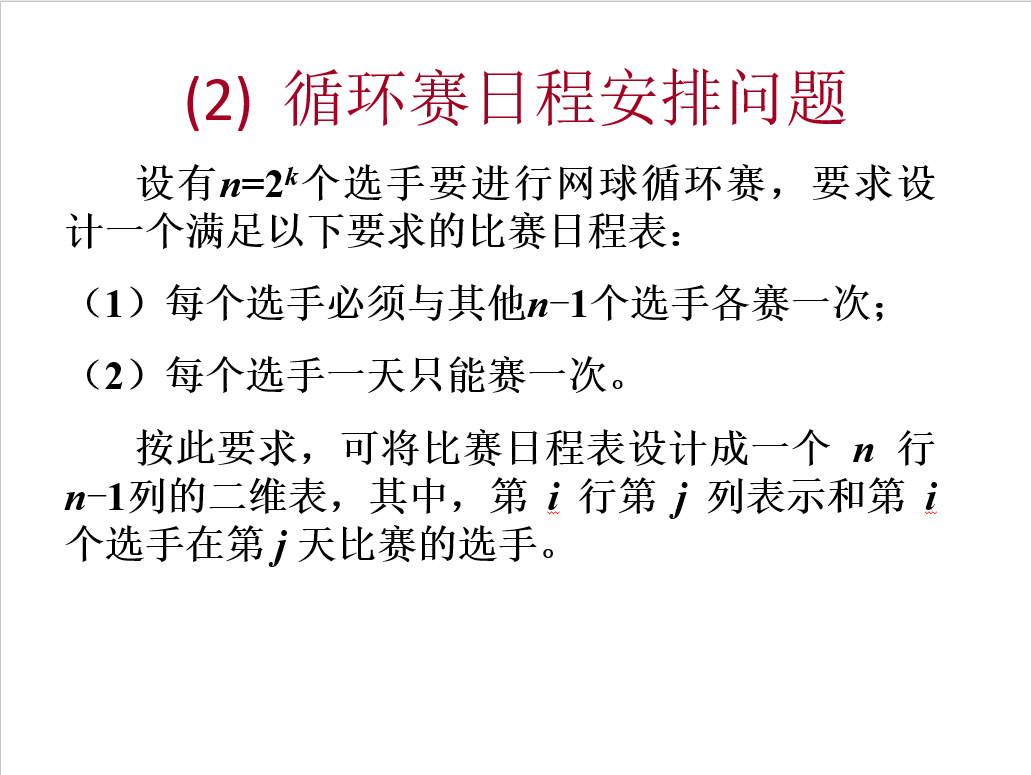 (2) 循环赛日程安排问题
设有n=2ᵏ个选手要进行网球循环赛，要求设
计一个满足以下要求的比赛日程表：
（1）每个选手必须与其他n−1个选手各赛一次；
（2）每个选手一天只能赛一次。
按此要求，可将比赛日程表设计成一个 n 行
n−1列的二维表，其中，第 i 行第 j 列表示和第 i
个选手在第 j 天比赛的选手。